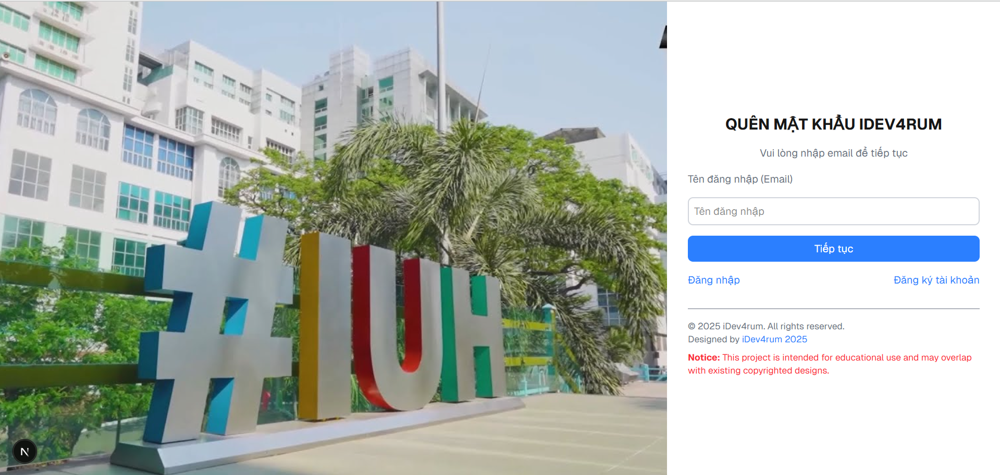 #IUH
QUÊN MẬT KHẨU IDEV4RUM
Vui lòng nhập email để tiếp tục
Tên đăng nhập (Email)
Tên đăng nhập
Tiếp tục
Đăng nhập
Đăng ký tài khoản
© 2025 iDev4rum. All rights reserved.
Designed by iDev4rum 2025
Notice: This project is intended for educational use and may overlap
with existing copyrighted designs.
N